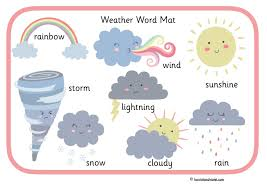 Weather Word Mat
rainbow
wind
sunshine
storm
lightning
snow
cloudy
rain